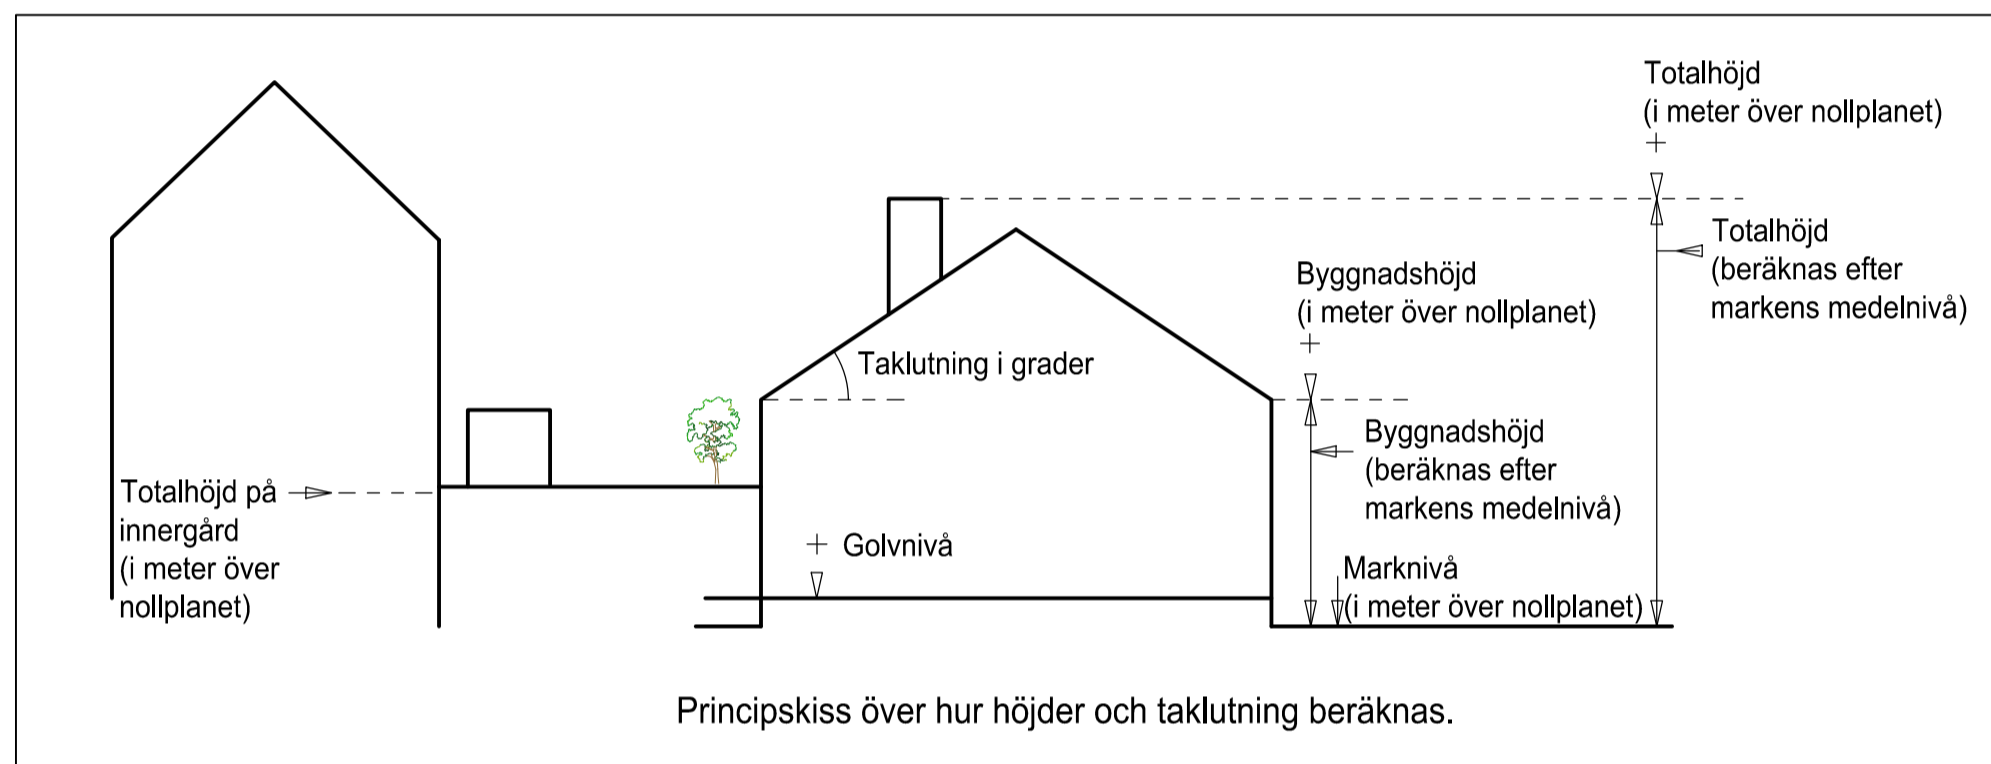 Totalhöjd
(i meter över nollplanet)
+
Totalhöjd
(beräknas efter
markens medelnivå)
Byggnadshöjd
(i meter över nollplanet)
+
Taklutning i grader
Byggnadshöjd
(beräknas efter
markens medelnivå)
Totalhöjd på
innergård
(i meter över
nollplanet)
+ Golvnivå
Marknivå
(i meter över nollplanet)
Principskiss över hur höjder och taklutning beräknas.